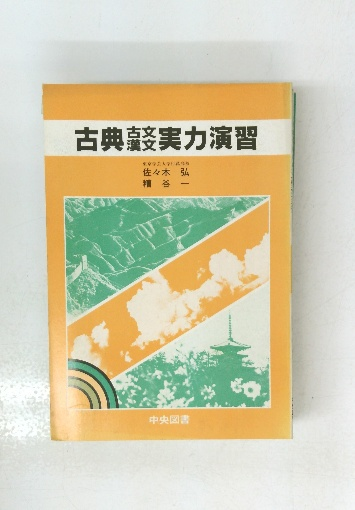 古典古文漢文実力演習
佐々木 弘
糟谷 一
中央図書